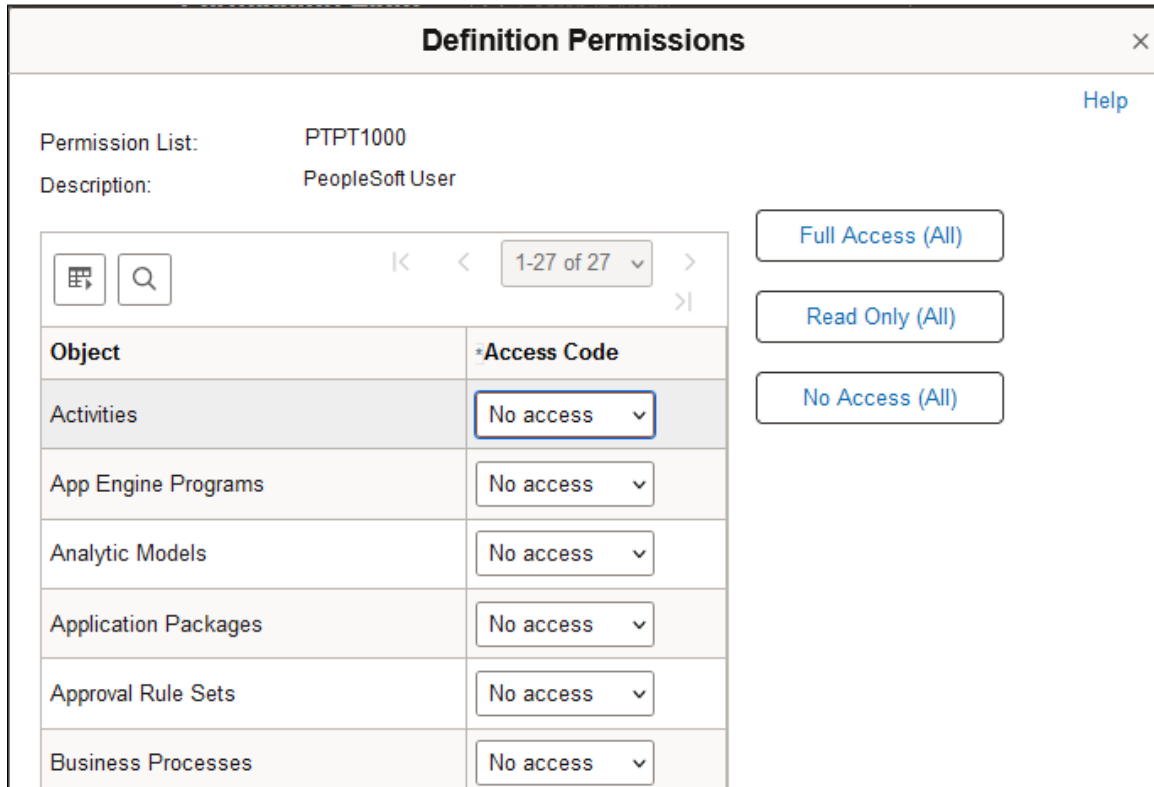 Definition Permissions
Help
Permission List: PTPT1000
Description: PeopleSoft User
1-27 of 27
Full Access (All)
Read Only (All)
No Access (All)
Object *Access Code
Activities No access
App Engine Programs No access
Analytic Models No access
Application Packages No access
Approval Rule Sets No access
Business Processes No access